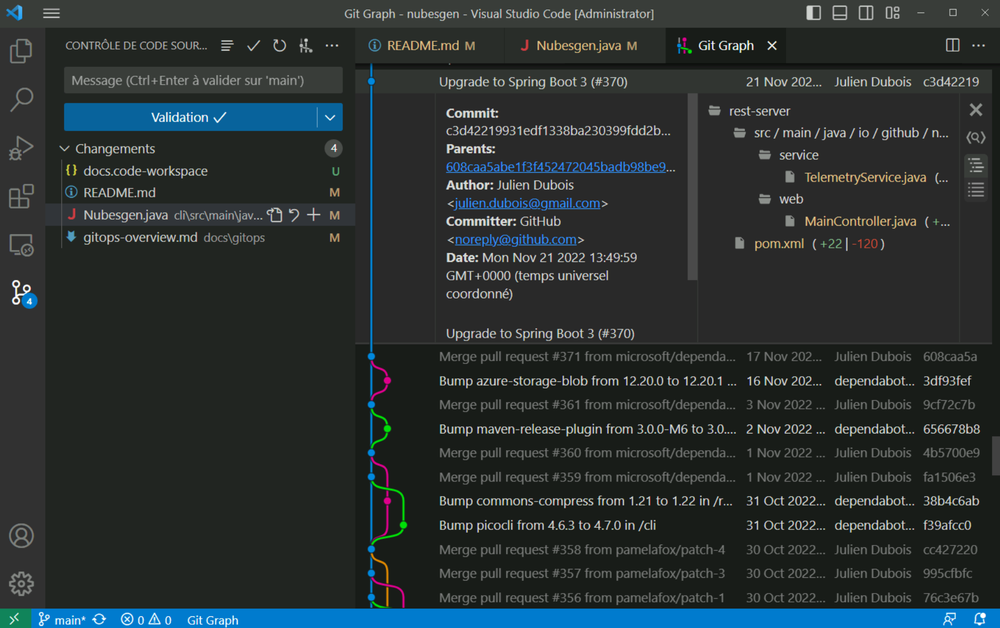 Git Graph - nubesgen - Visual Studio Code [Administrator]
CONTRÔLE DE CODE SOUR...
Message (Ctrl+Enter à valider sur 'main')
Validation
Changements 4
{} docs.code-workspace U
README.md M
J Nubesgen.java cli\src\main\jav... M
gitops-overview.md docs\gitops M
4
README.md M
J Nubesgen.java M
Git Graph
Upgrade to Spring Boot 3 (#370) 21 Nov 202... Julien Dubois c3d42219
Commit:
c3d42219931edf1338ba230399fdd2b...
Parents:
608caa5abe1f3f452472045badb98be9...
Author: Julien Dubois
<julien.dubois@gmail.com>
Committer: GitHub
<noreply@github.com>
Date: Mon Nov 21 2022 13:49:59
GMT+0000 (temps universel
coordonné)
Upgrade to Spring Boot 3 (#370)
rest-server
src / main / java / io / github / n...
service
TelemetryService.java (...
web
MainController.java ( +...
pom.xml ( +22 | -120 )
Merge pull request #371 from microsoft/dependa... 17 Nov 202... Julien Dubois 608caa5a
Bump azure-storage-blob from 12.20.0 to 12.20.1 ... 16 Nov 202... dependabot... 3df93fef
Merge pull request #361 from microsoft/dependa... 3 Nov 2022 ... Julien Dubois 9cf72c7b
Bump maven-release-plugin from 3.0.0-M6 to 3.0.... 2 Nov 2022 ... dependabot... 656678b8
Merge pull request #360 from microsoft/dependa... 1 Nov 2022 ... Julien Dubois 4b5700e9
Merge pull request #359 from microsoft/dependa... 1 Nov 2022 ... Julien Dubois fa1506e3
Bump commons-compress from 1.21 to 1.22 in /r... 31 Oct 2022... dependabot... 38b4c6ab
Bump picocli from 4.6.3 to 4.7.0 in /cli 31 Oct 2022... dependabot... f39afcc0
Merge pull request #358 from pamelafox/patch-4 30 Oct 2022... Julien Dubois cc427220
Merge pull request #357 from pamelafox/patch-3 30 Oct 2022... Julien Dubois 995cfbfc
Merge pull request #356 from pamelafox/patch-1 30 Oct 2022... Julien Dubois 76c3e67b
main* 0 0 Git Graph